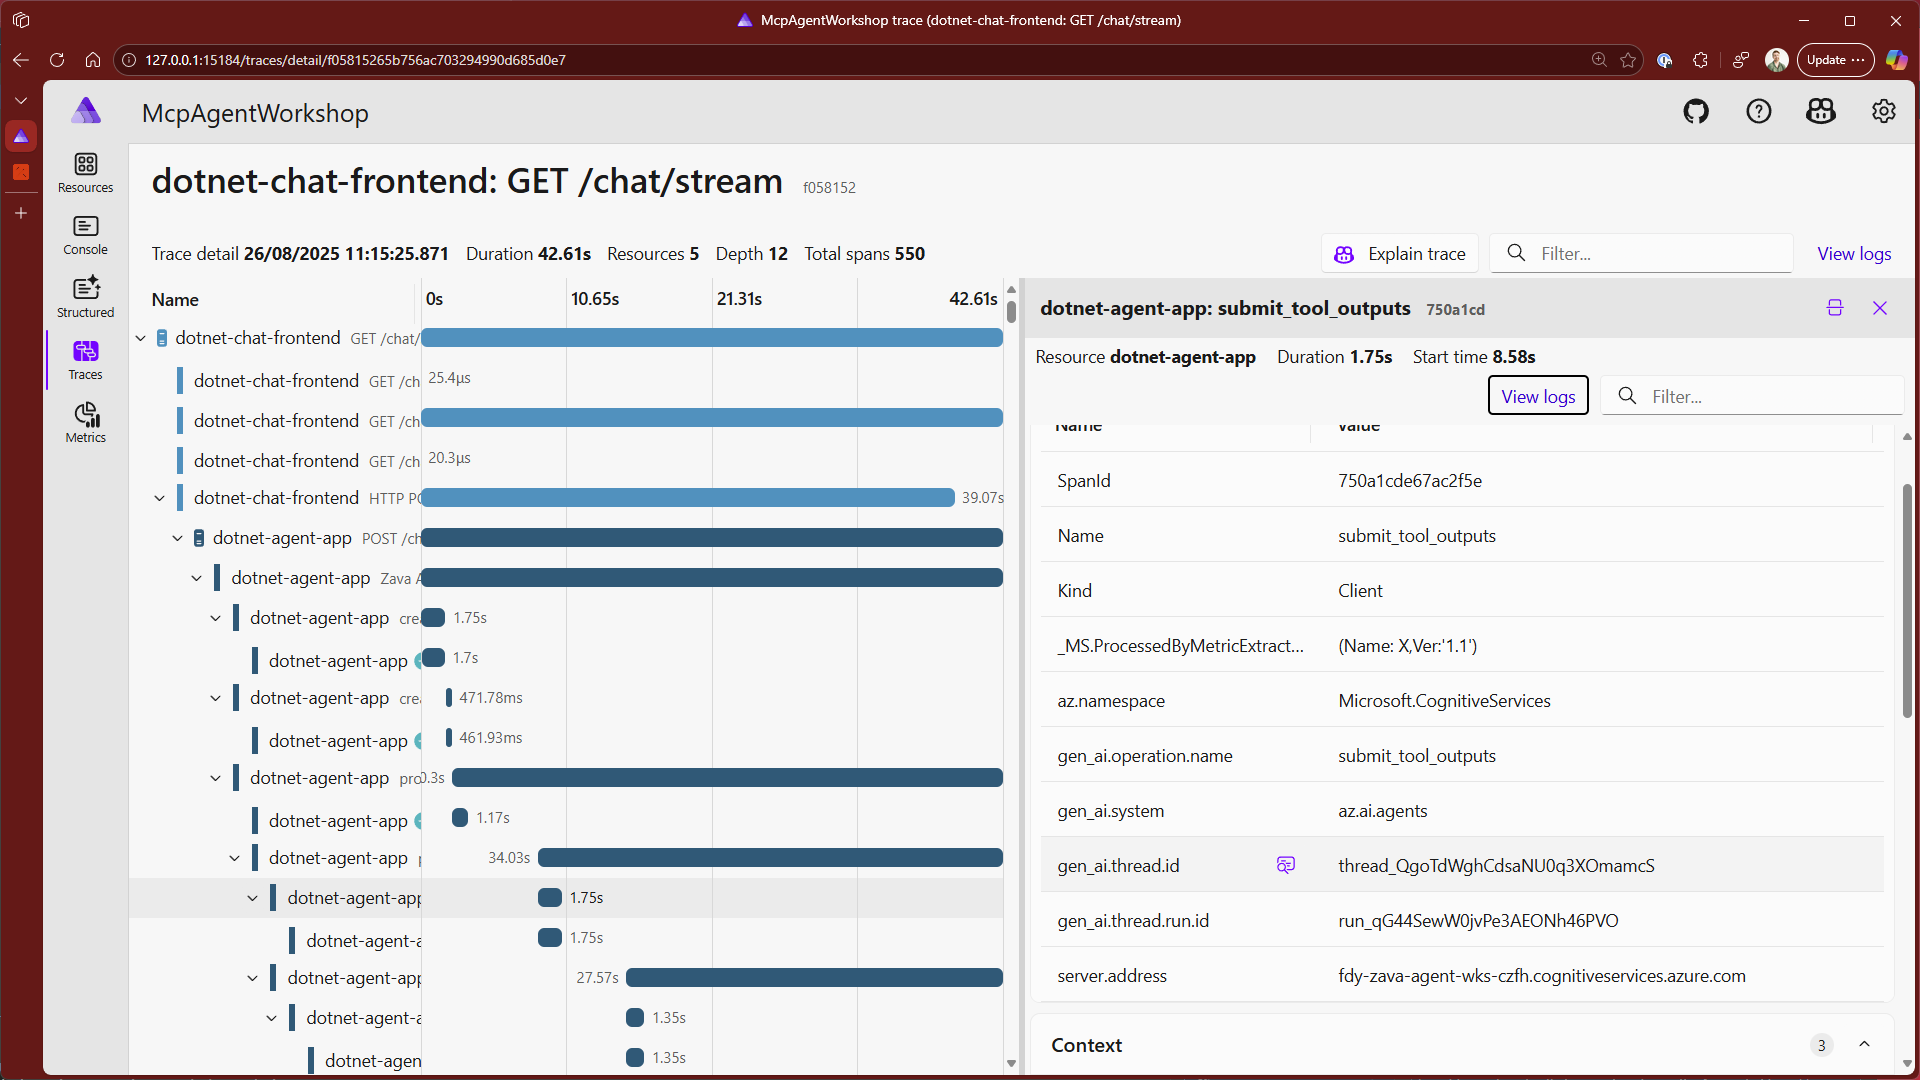 McpAgentWorkshop trace (dotnet-chat-frontend: GET /chat/stream)
127.0.0.1:15184/traces/detail/f05815265b756ac703294990d685d0e7
Update
McpAgentWorkshop
Resources
Console
Structured
Traces
Metrics
dotnet-chat-frontend: GET /chat/stream f058152
Trace detail 26/08/2025 11:15:25.871 Duration 42.61s Resources 5 Depth 12 Total spans 550
Explain trace
Filter...
View logs
Name 0s 10.65s 21.31s 42.61s
dotnet-chat-frontend GET /chat/
dotnet-chat-frontend GET /ch 25.4µs
dotnet-chat-frontend GET /ch
dotnet-chat-frontend GET /ch 20.3µs
dotnet-chat-frontend HTTP PO 39.07s
dotnet-agent-app POST /ch
dotnet-agent-app Zava A
dotnet-agent-app crea 1.75s
dotnet-agent-app 1.7s
dotnet-agent-app crea 471.78ms
dotnet-agent-app 461.93ms
dotnet-agent-app pro 0.3s
dotnet-agent-app 1.17s
dotnet-agent-app p 34.03s
dotnet-agent-app 1.75s
dotnet-agent-a 1.75s
dotnet-agent-app 27.57s
dotnet-agent-a 1.35s
dotnet-agen 1.35s
dotnet-agent-app: submit_tool_outputs 750a1cd
Resource dotnet-agent-app Duration 1.75s Start time 8.58s
View logs
Filter...
Name Value
SpanId 750a1cde67ac2f5e
Name submit_tool_outputs
Kind Client
_MS.ProcessedByMetricExtract... (Name: X,Ver:'1.1')
az.namespace Microsoft.CognitiveServices
gen_ai.operation.name submit_tool_outputs
gen_ai.system az.ai.agents
gen_ai.thread.id thread_QgoTdWghCdsaNU0q3XOmamcS
gen_ai.thread.run.id run_qG44SewW0jvPe3AEONh46PVO
server.address fdy-zava-agent-wks-czfh.cognitiveservices.azure.com
Context 3